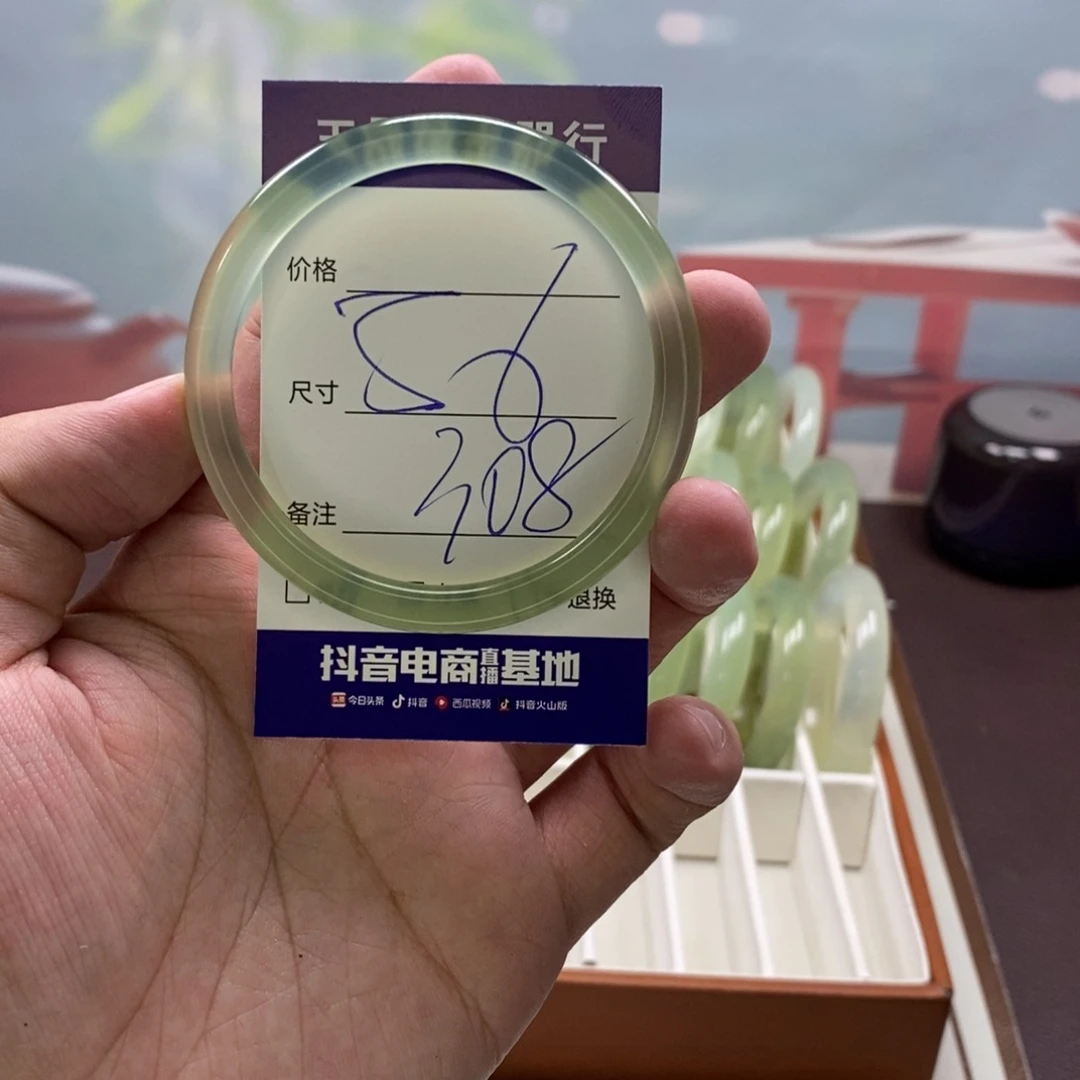 行
价格
56
尺寸
308
备注
退换
抖音电商直播基地
今日头条 抖音 西瓜视频 抖音火山版